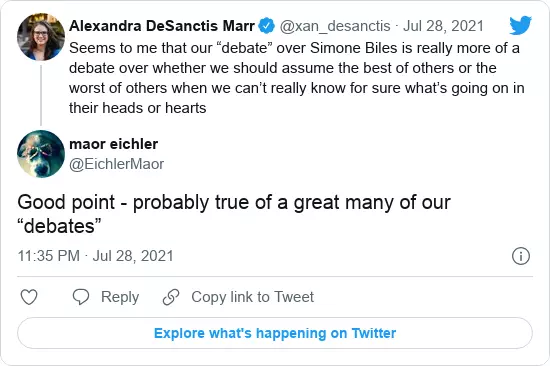 Alexandra DeSanctis Marr @xan_desanctis · Jul 28, 2021
Seems to me that our “debate” over Simone Biles is really more of a
debate over whether we should assume the best of others or the
worst of others when we can’t really know for sure what’s going on in
their heads or hearts
maor eichler
@EichlerMaor
Good point - probably true of a great many of our
“debates”
11:35 PM · Jul 28, 2021
Reply Copy link to Tweet
Explore what's happening on Twitter